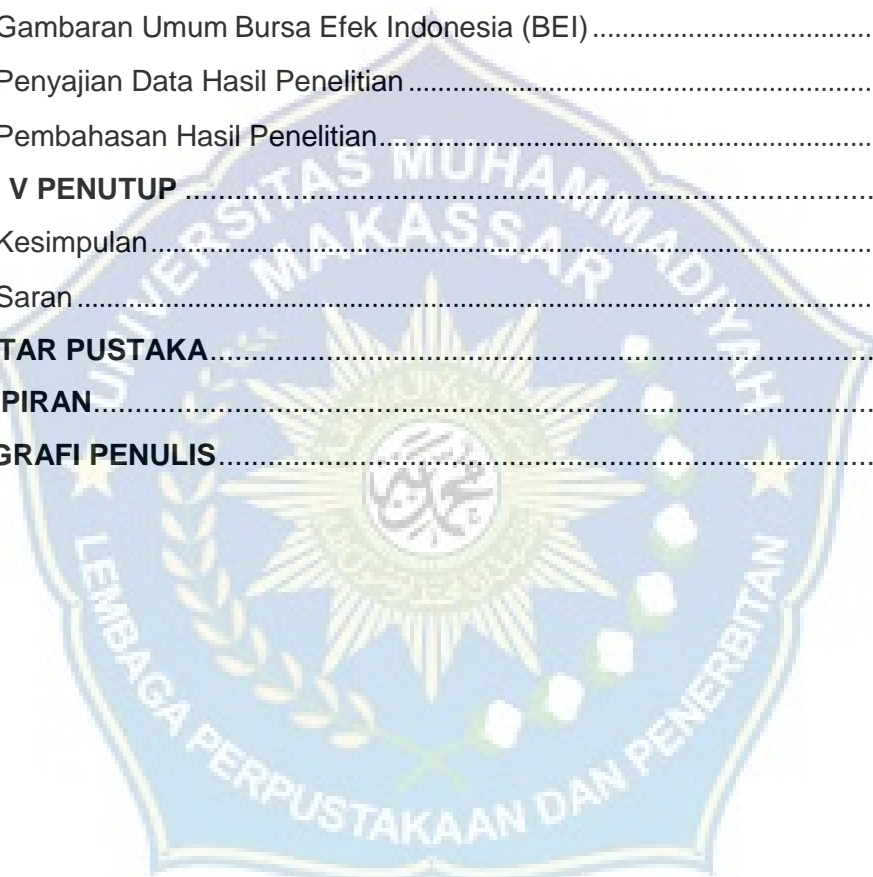 Gambaran Umum Bursa Efek Indonesia (BEI)........................................
Penyajian Data Hasil Penelitian................................................................
Pembahasan Hasil Penelitian....................................................................
V PENUTUP...............................................................................
Kesimpulan................................................................................................
Saran.........................................................................................................
TAR PUSTAKA...............................................................................
PIRAN..............................................................................................
GRAFI PENULIS..............................................................................
UNIVERSITAS MUHAMMADIYAH
MAKASSAR
LEMBAGA PERPUSTAKAAN DAN PENERBITAN